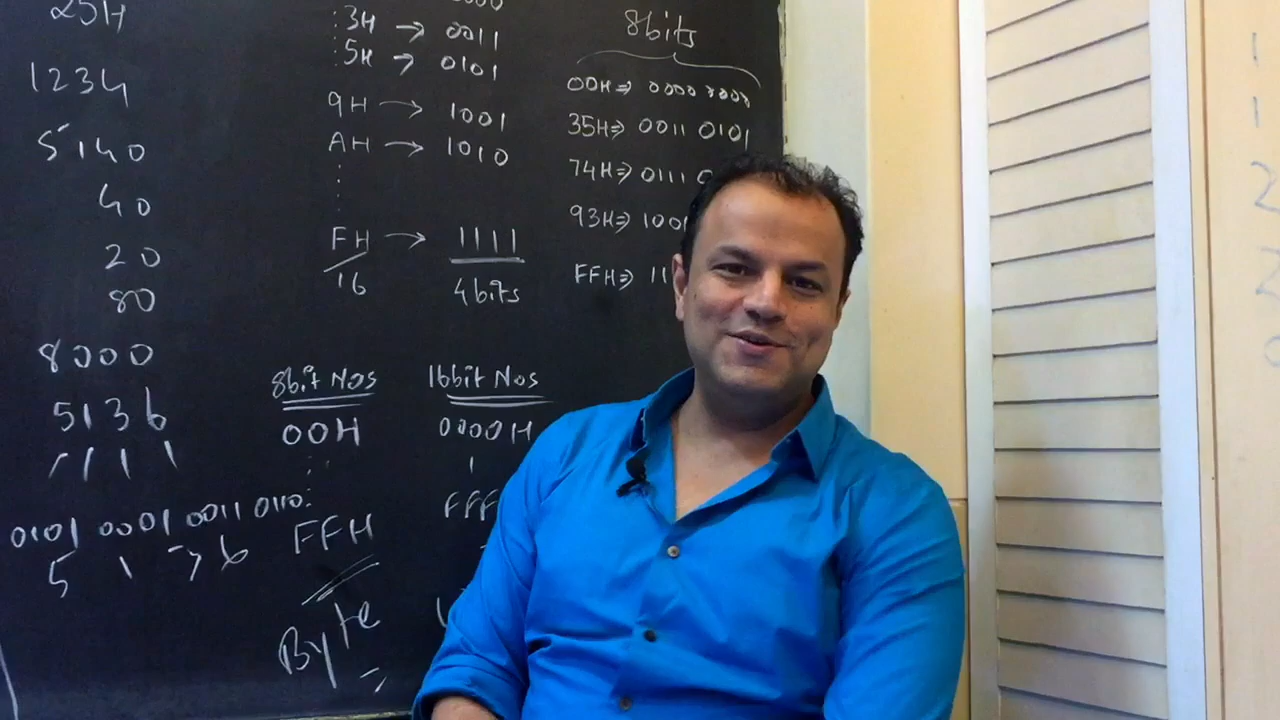 25H
1234
5140
40
20
80
8000
5136
0101 0001 0011 0110
5 1 3 6
3H → 0011
5H → 0101
9H → 1001
AH → 1010
FH → 1111
16
4bits
8bits
00H ⇒ 0000
35H ⇒ 0011 0101
74H ⇒ 0111
93H ⇒ 1001
FFH ⇒ 11
8bit Nos
00H
FFH
Byte
16bit Nos
0000H
FFF